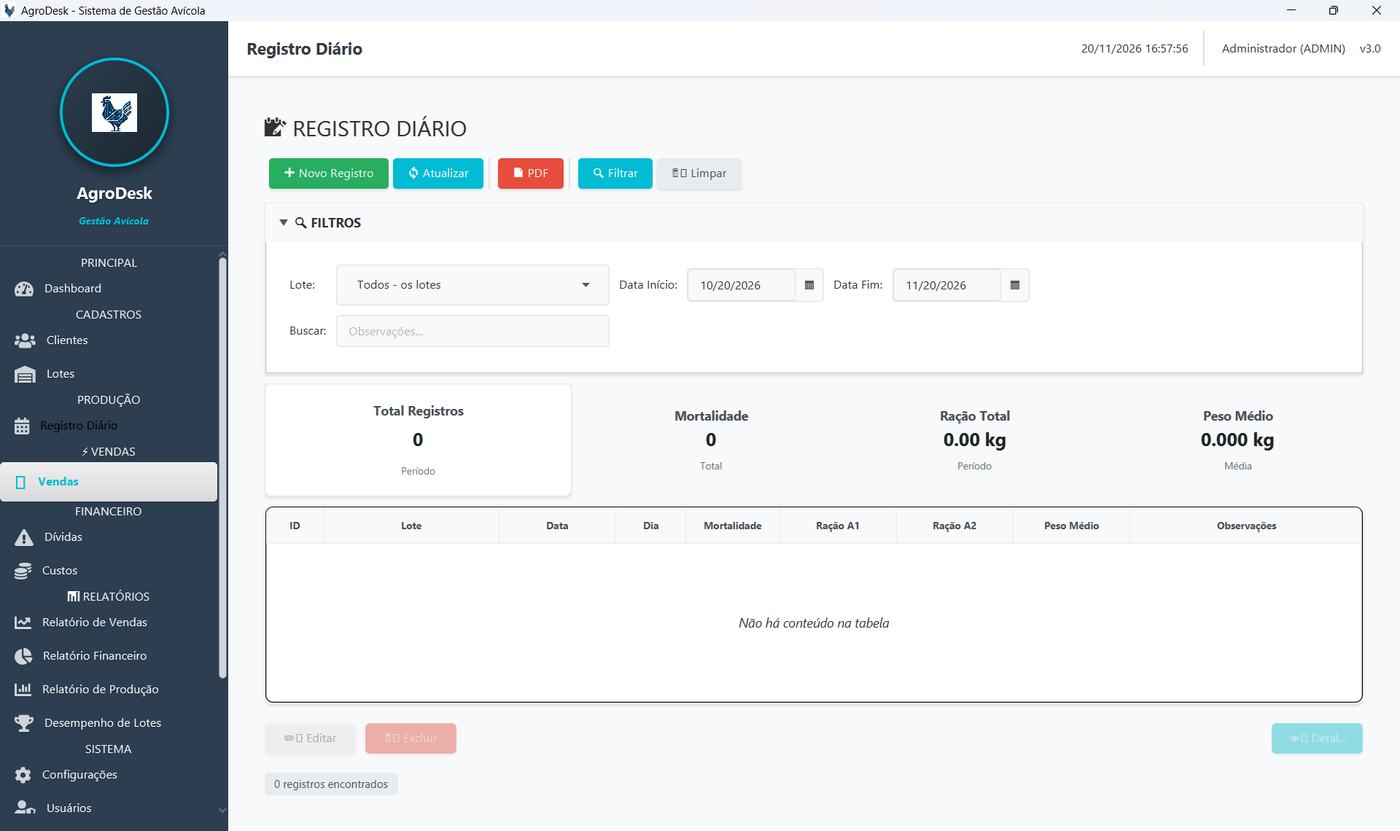 AgroDesk - Sistema de Gestão Avícola
AgroDesk
Gestão Avícola
PRINCIPAL
Dashboard
CADASTROS
Clientes
Lotes
PRODUÇÃO
Registro Diário
⚡ VENDAS
Vendas
FINANCEIRO
Dívidas
Custos
RELATÓRIOS
Relatório de Vendas
Relatório Financeiro
Relatório de Produção
Desempenho de Lotes
SISTEMA
Configurações
Usuários
Registro Diário
20/11/2026 16:57:56 Administrador (ADMIN) v3.0
REGISTRO DIÁRIO
Novo Registro Atualizar PDF Filtrar Limpar
FILTROS
Lote: Todos - os lotes Data Início: 10/20/2026 Data Fim: 11/20/2026
Buscar: Observações...
Total Registros Mortalidade Ração Total Peso Médio
0 0 0.00 kg 0.000 kg
Período Total Período Média
ID Lote Data Dia Mortalidade Ração A1 Ração A2 Peso Médio Observações
Não há conteúdo na tabela
Editar Excluir Detal...
0 registros encontrados